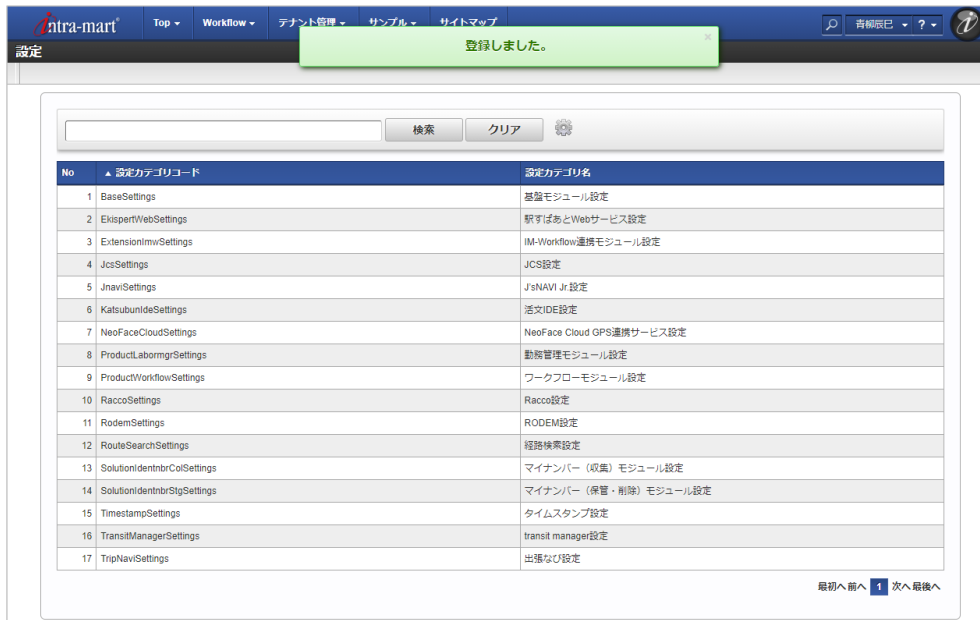 intra-mart Top Workflow テナント管理 サンプル サイトマップ 青柳辰巳 ?
登録しました。 ×
設定
検索 クリア
No ▲ 設定カテゴリコード 設定カテゴリ名
1 BaseSettings 基盤モジュール設定
2 EkispertWebSettings 駅すぱあとWebサービス設定
3 ExtensionImwSettings IM-Workflow連携モジュール設定
4 JcsSettings JCS設定
5 JnaviSettings J'sNAVI Jr.設定
6 KatsubunIdeSettings 活文IDE設定
7 NeoFaceCloudSettings NeoFace Cloud GPS連携サービス設定
8 ProductLabormgrSettings 勤務管理モジュール設定
9 ProductWorkflowSettings ワークフローモジュール設定
10 RaccoSettings Racco設定
11 RodemSettings RODEM設定
12 RouteSearchSettings 経路検索設定
13 SolutionIdentnbrColSettings マイナンバー（収集）モジュール設定
14 SolutionIdentnbrStgSettings マイナンバー（保管・削除）モジュール設定
15 TimestampSettings タイムスタンプ設定
16 TransitManagerSettings transit manager設定
17 TripNaviSettings 出張なび設定
最初へ 前へ 1 次へ 最後へ